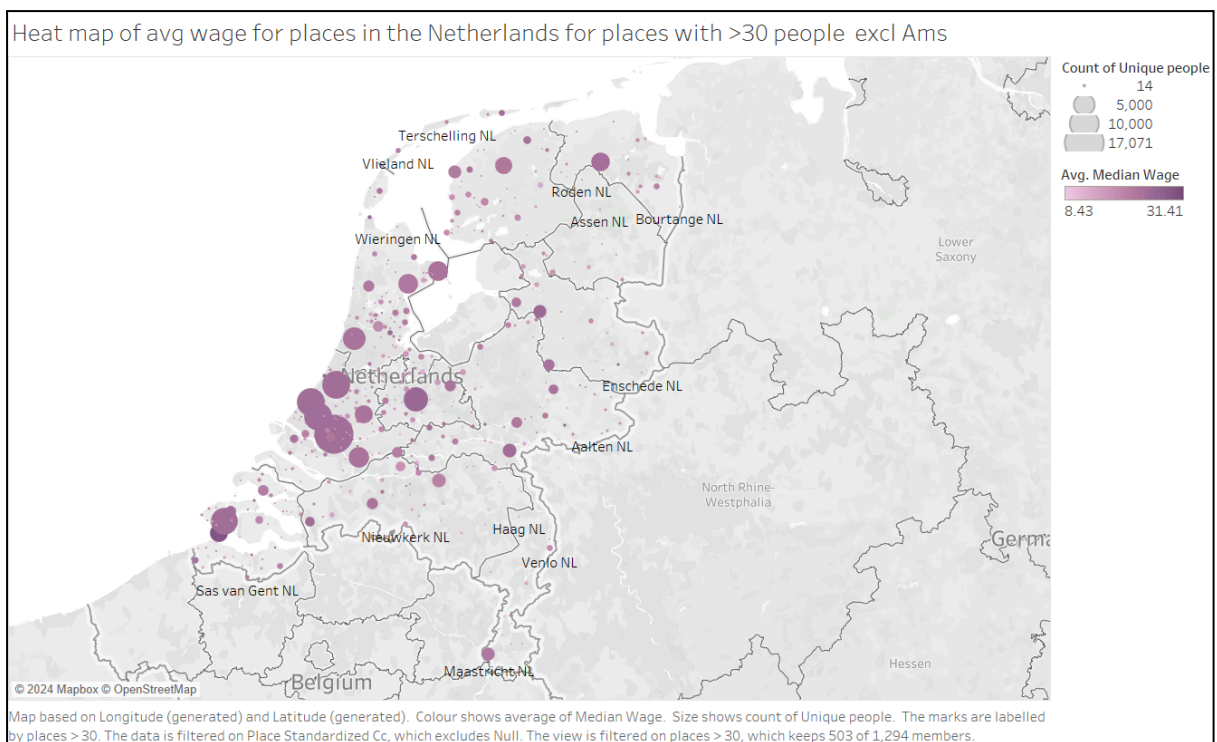 Heat map of avg wage for places in the Netherlands for places with >30 people excl Ams
Count of Unique people
14
5,000
10,000
17,071
Avg. Median Wage
8.43 31.41
Terschelling NL
Vlieland NL
Roden NL
Assen NL
Bourtange NL
Wieringen NL
Lower
Saxony
Netherlands
Enschede NL
Aalten NL
North Rhine-
Westphalia
Haag NL
Nieuwkerk NL
Germa
Venlo NL
Sas van Gent NL
Hessen
Maastricht NL
Belgium
© 2024 Mapbox © OpenStreetMap
Map based on Longitude (generated) and Latitude (generated). Colour shows average of Median Wage. Size shows count of Unique people. The marks are labelled
by places > 30. The data is filtered on Place Standardized Cc, which excludes Null. The view is filtered on places > 30, which keeps 503 of 1,294 members.